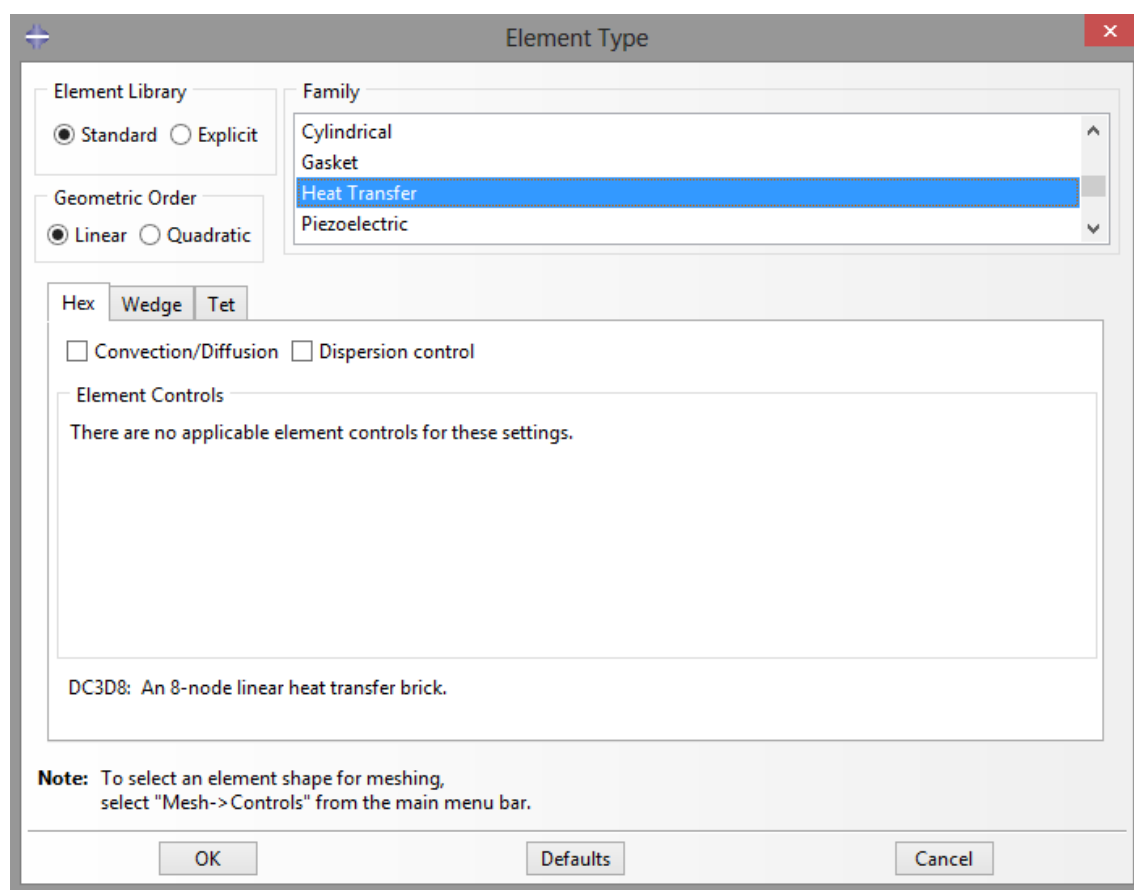 Element Type
Element Library
Standard Explicit
Family
Cylindrical
Gasket
Heat Transfer
Piezoelectric
Geometric Order
Linear Quadratic
Hex Wedge Tet
Convection/Diffusion Dispersion control
Element Controls
There are no applicable element controls for these settings.
DC3D8: An 8-node linear heat transfer brick.
Note: To select an element shape for meshing,
select "Mesh->Controls" from the main menu bar.
OK Defaults Cancel